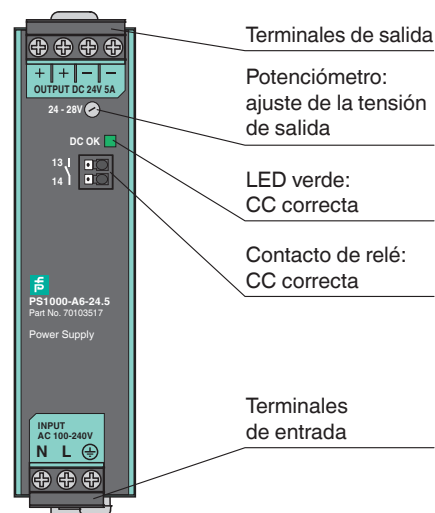 Terminales de salida
+ + − −
OUTPUT DC 24V 5A
24 - 28V
Potenciómetro:
ajuste de la tensión
de salida
DC OK
LED verde:
CC correcta
13
14
Contacto de relé:
CC correcta
PS1000-A6-24.5
Part No. 70103517
Power Supply
INPUT
AC 100-240V
N L
Terminales
de entrada